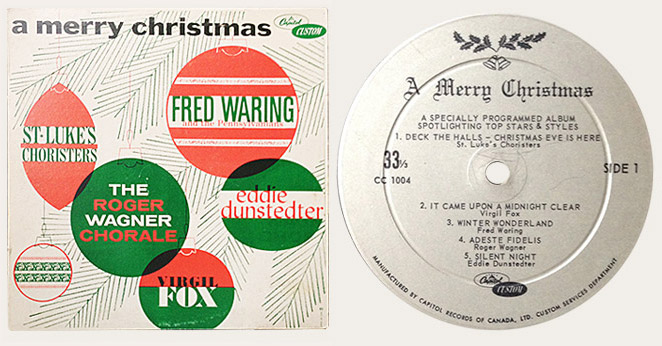 a merry christmas
Capitol
CUSTOM
FRED WARING
and the Pennsylvanians
ST. LUKE'S
CHORISTERS
THE
ROGER
WAGNER
CHORALE
eddie
dunstedter
VIRGIL
FOX
A Merry Christmas
A SPECIALLY PROGRAMMED ALBUM
SPOTLIGHTING TOP STARS & STYLES
1. DECK THE HALLS – CHRISTMAS EVE IS HERE
St. Luke's Choristers
33⅓
CC 1004
SIDE 1
2. IT CAME UPON A MIDNIGHT CLEAR
Virgil Fox
3. WINTER WONDERLAND
Fred Waring
4. ADESTE FIDELIS
Roger Wagner
5. SILENT NIGHT
Eddie Dunstedter
Capitol
CUSTOM
MANUFACTURED BY CAPITOL RECORDS OF CANADA, LTD. CUSTOM SERVICES DEPARTMENT